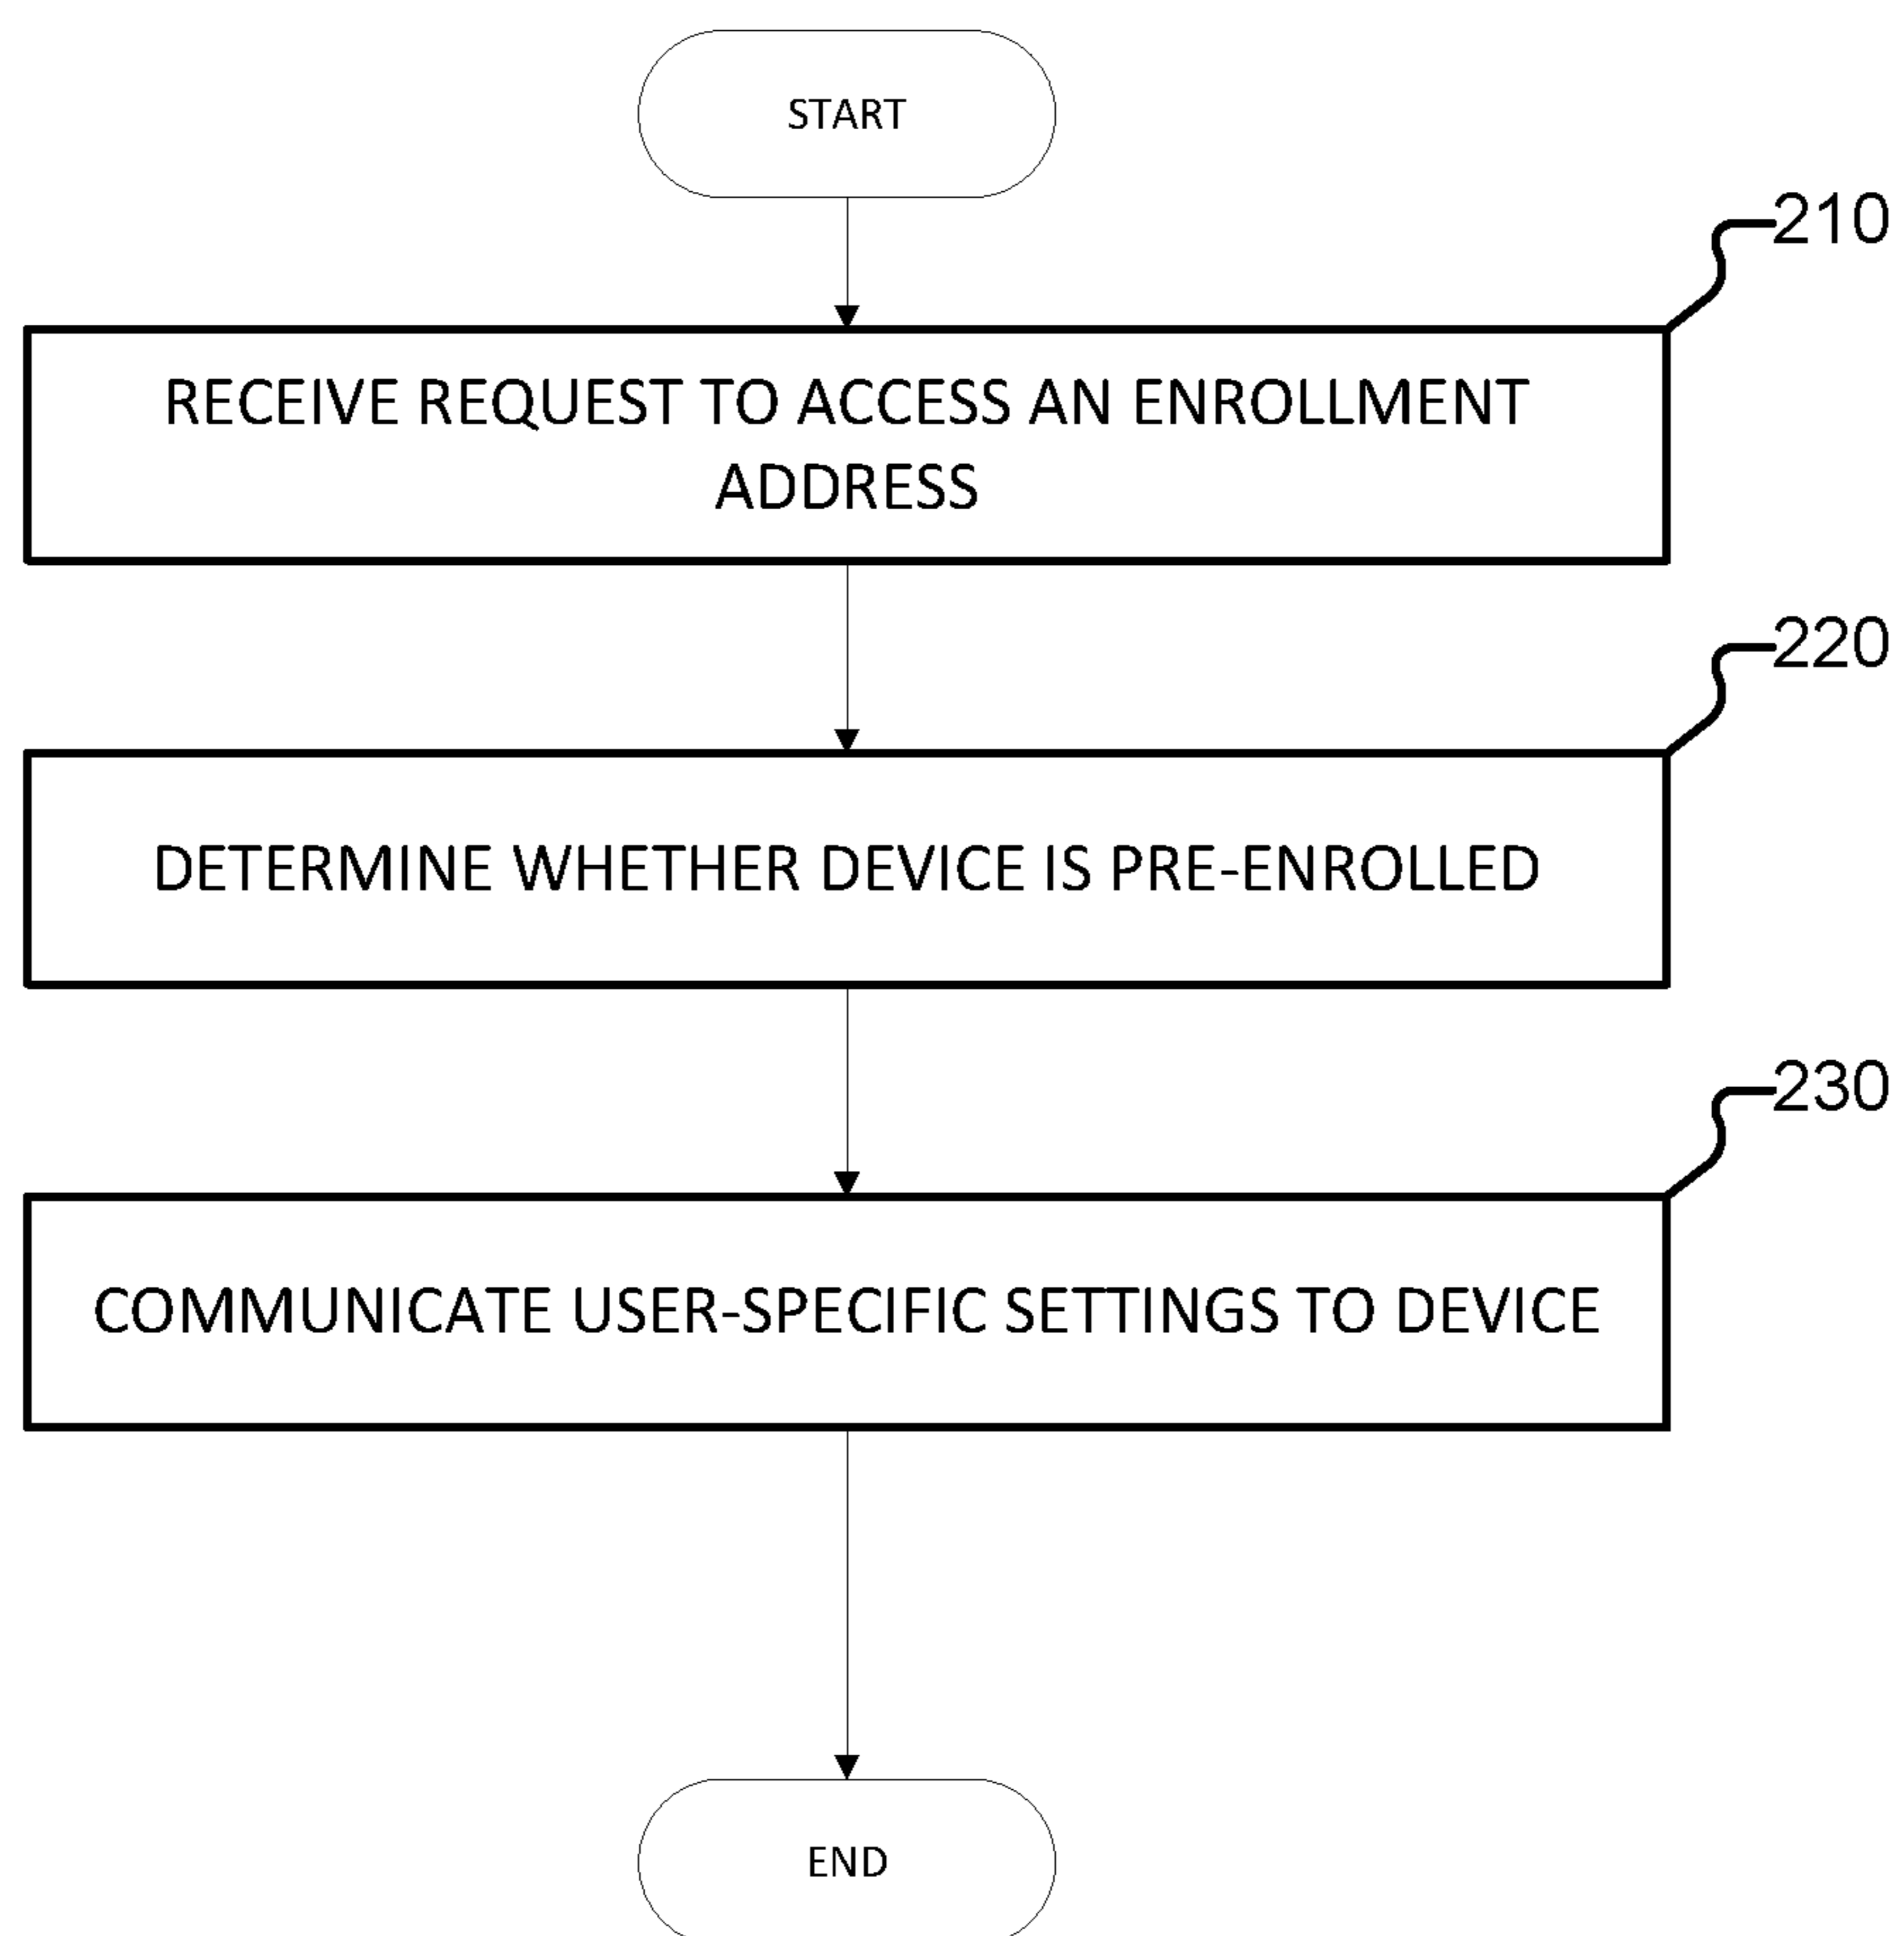 START
210
RECEIVE REQUEST TO ACCESS AN ENROLLMENT
ADDRESS
220
DETERMINE WHETHER DEVICE IS PRE-ENROLLED
230
COMMUNICATE USER-SPECIFIC SETTINGS TO DEVICE
END